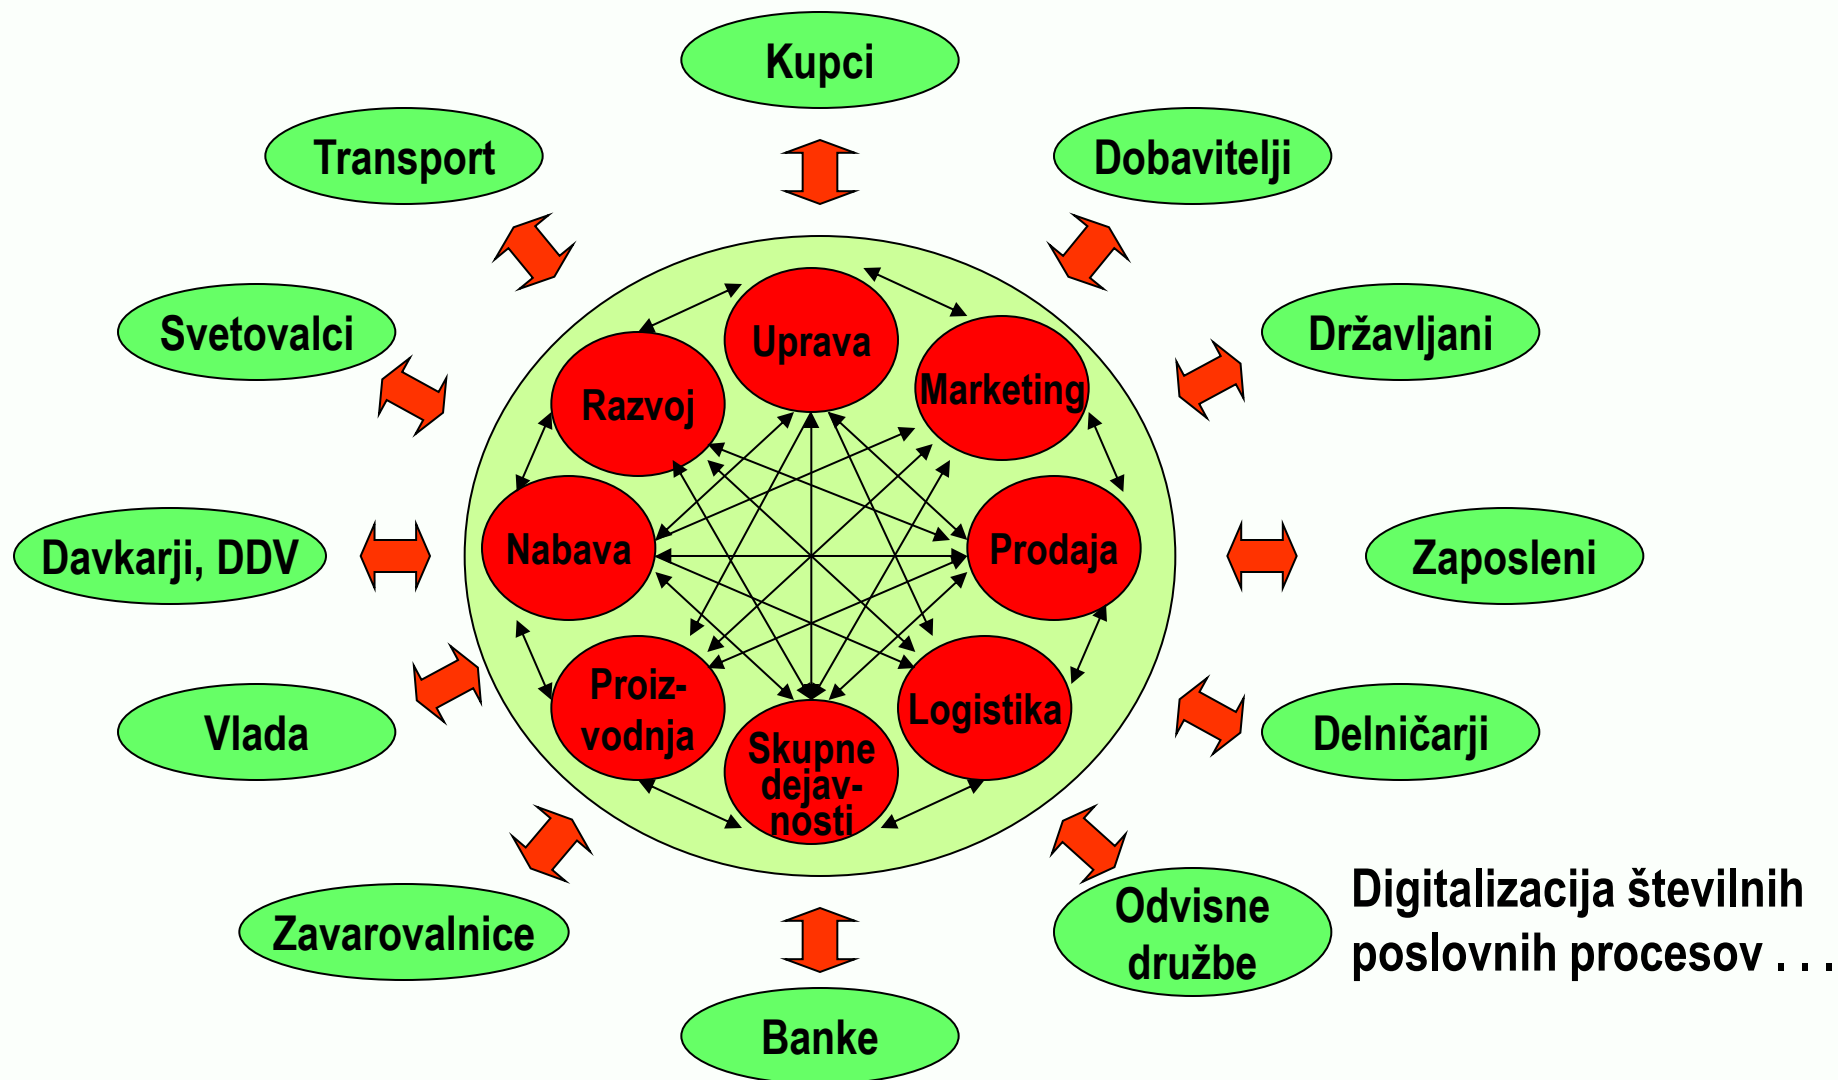 Kupci
Transport
Dobavitelji
Svetovalci
Uprava
Državljani
Marketing
Razvoj
Davkarji, DDV
Nabava
Prodaja
Zaposleni
Proiz-
vodnja
Logistika
Vlada
Skupne
dejav-
nosti
Delničarji
Zavarovalnice
Odvisne
družbe
Digitalizacija številnih
poslovnih procesov . . .
Banke